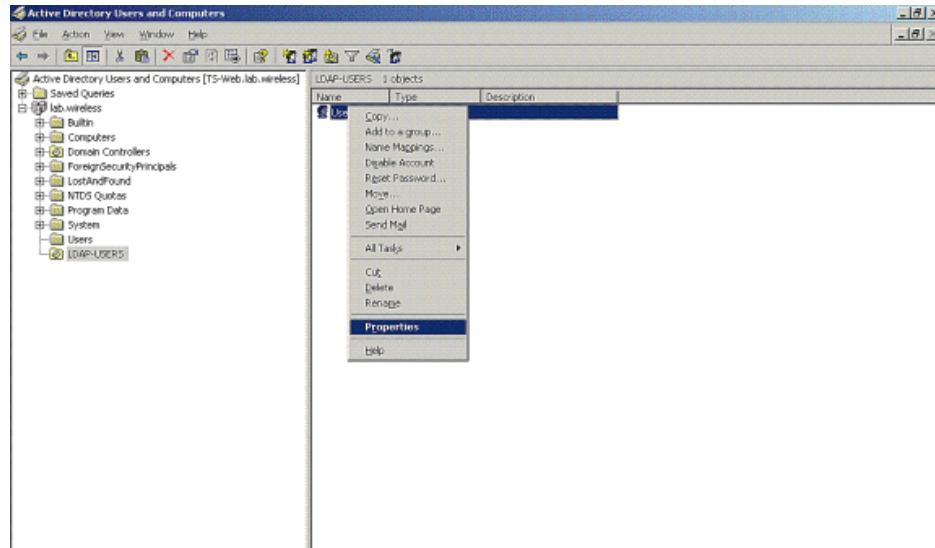 Active Directory Users and Computers
File Action View Window Help
Active Directory Users and Computers [TS-Web.lab.wireless]
Saved Queries
lab.wireless
Builtin
Computers
Domain Controllers
ForeignSecurityPrincipals
LostAndFound
NTDS Quotas
Program Data
System
Users
LDAP-USERS
LDAP-USERS 1 objects
Name Type Description
Use
Copy...
Add to a group...
Name Mappings...
Disable Account
Reset Password...
Move...
Open Home Page
Send Mail
All Tasks
Cut
Delete
Rename
Properties
Help